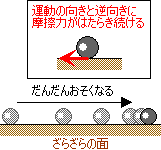 運動の向きと逆向きに
摩擦力がはたらき続ける
だんだんおそくなる
ざらざらの面